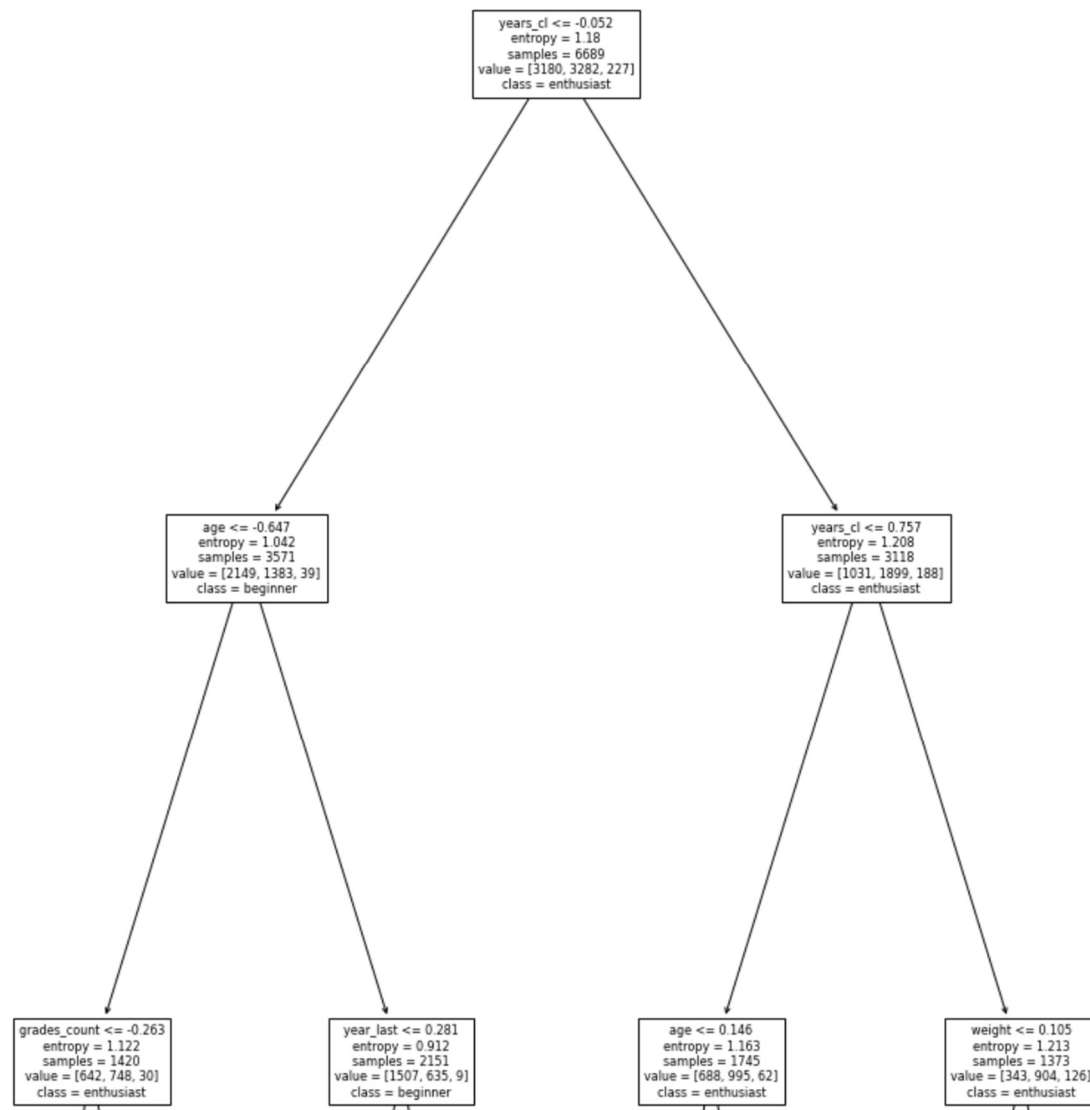 years_cl <= -0.052
entropy = 1.18
samples = 6689
value = [3180, 3282, 227]
class = enthusiast
age <= -0.647
entropy = 1.042
samples = 3571
value = [2149, 1383, 39]
class = beginner
years_cl <= 0.757
entropy = 1.208
samples = 3118
value = [1031, 1899, 188]
class = enthusiast
grades_count <= -0.263
entropy = 1.122
samples = 1420
value = [642, 748, 30]
class = enthusiast
year_last <= 0.281
entropy = 0.912
samples = 2151
value = [1507, 635, 9]
class = beginner
age <= 0.146
entropy = 1.163
samples = 1745
value = [688, 995, 62]
class = enthusiast
weight <= 0.105
entropy = 1.213
samples = 1373
value = [343, 904, 126]
class = enthusiast